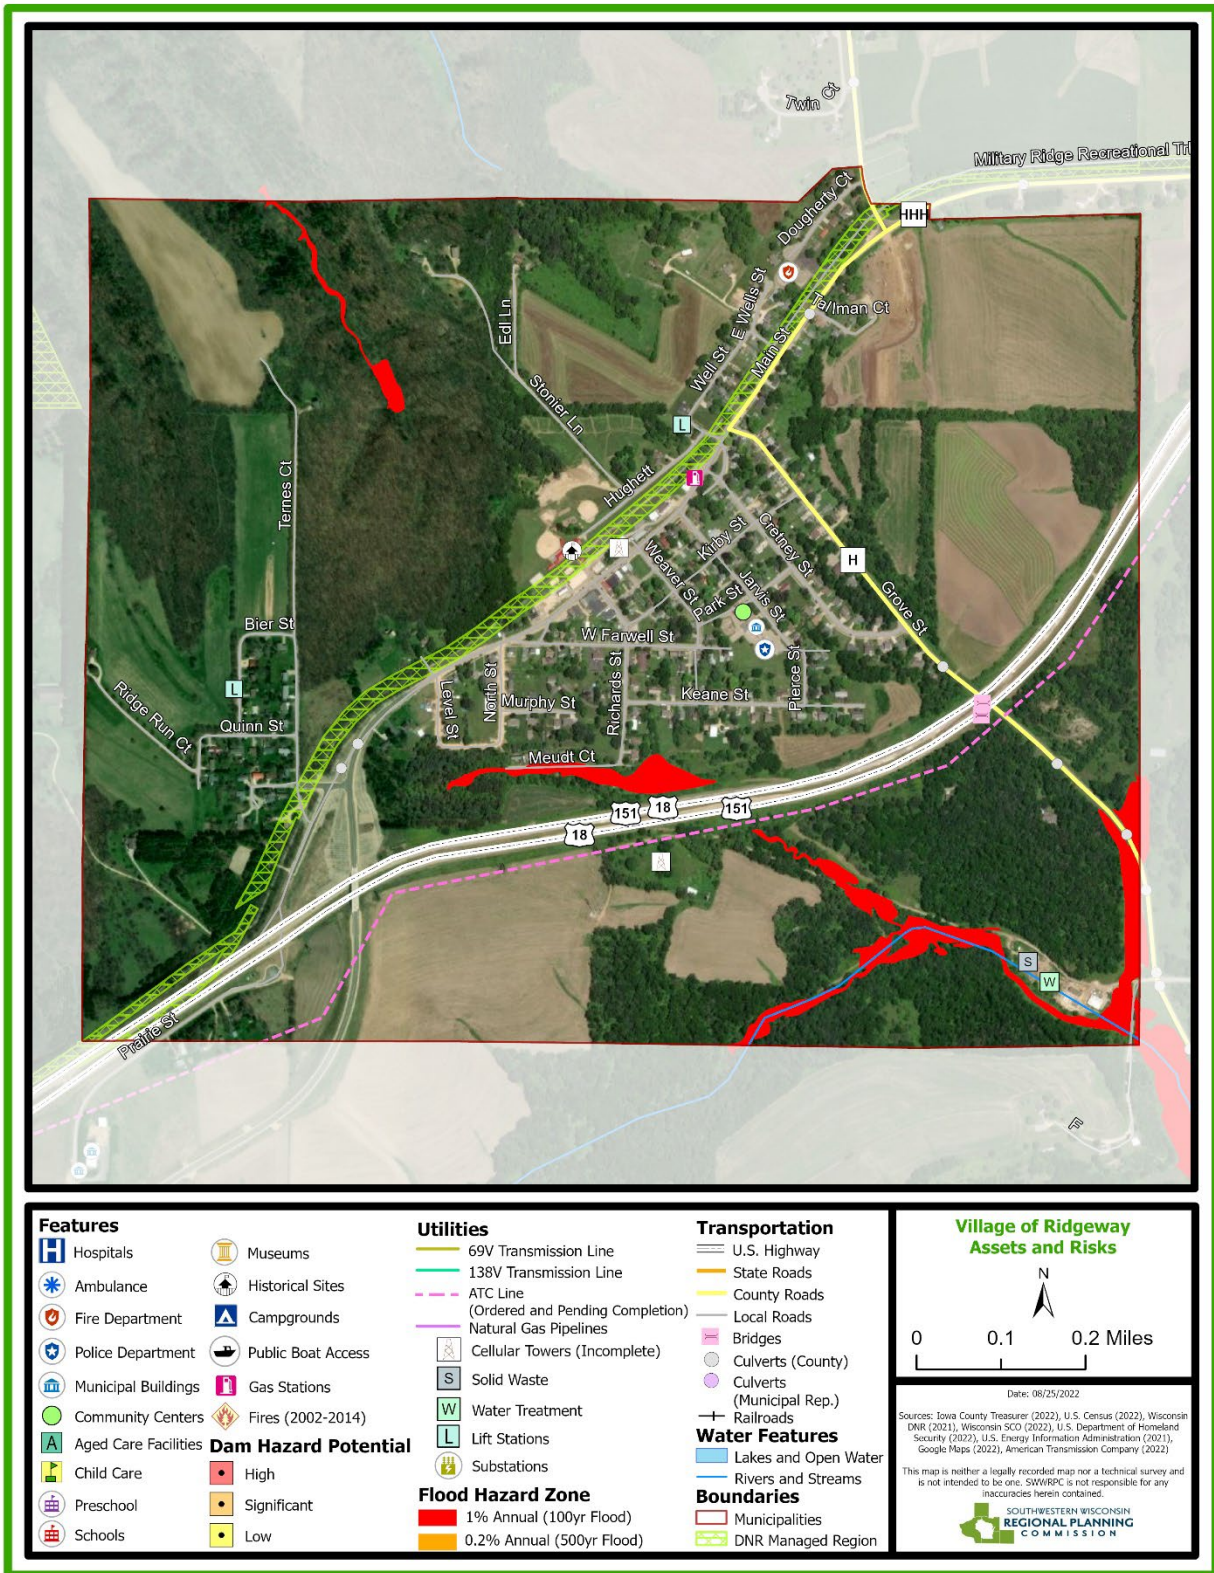 Twin Ct
Military Ridge Recreational Trl
Dougherty Ct
HHH
E Wells St
Tallman Ct
Edl Ln
Main St
Well St
Stonier Ln
L
Hughett
Ternes Ct
Kirby St
Cretney St
H
Weaver St
Jarvis St
Park St
Grove St
Bier St
W Farwell St
L
Ridge Run Ct
Level St
North St
Murphy St
Richards St
Keane St
Pierce St
Quinn St
Meudt Ct
151
18
151
18
S
W
Prairie St
F
Features
H Hospitals
Ambulance
Fire Department
Police Department
Municipal Buildings
Community Centers
A Aged Care Facilities
Child Care
Preschool
Schools
Museums
Historical Sites
Campgrounds
Public Boat Access
Gas Stations
Fires (2002-2014)
Dam Hazard Potential
High
Significant
Low
Utilities
69V Transmission Line
138V Transmission Line
ATC Line
(Ordered and Pending Completion)
Natural Gas Pipelines
Cellular Towers (Incomplete)
S Solid Waste
W Water Treatment
L Lift Stations
Substations
Flood Hazard Zone
1% Annual (100yr Flood)
0.2% Annual (500yr Flood)
Transportation
U.S. Highway
State Roads
County Roads
Local Roads
Bridges
Culverts (County)
Culverts
(Municipal Rep.)
Railroads
Water Features
Lakes and Open Water
Rivers and Streams
Boundaries
Municipalities
DNR Managed Region
Village of Ridgeway
Assets and Risks
N
0 0.1 0.2 Miles
Date: 08/25/2022
Sources: Iowa County Treasurer (2022), U.S. Census (2022), Wisconsin
DNR (2021), Wisconsin SCO (2022), U.S. Department of Homeland
Security (2022), U.S. Energy Information Administration (2021),
Google Maps (2022), American Transmission Company (2022)
This map is neither a legally recorded map nor a technical survey and
is not intended to be one. SWWRPC is not responsible for any
inaccuracies herein contained.
SOUTHWESTERN WISCONSIN
REGIONAL PLANNING
COMMISSION